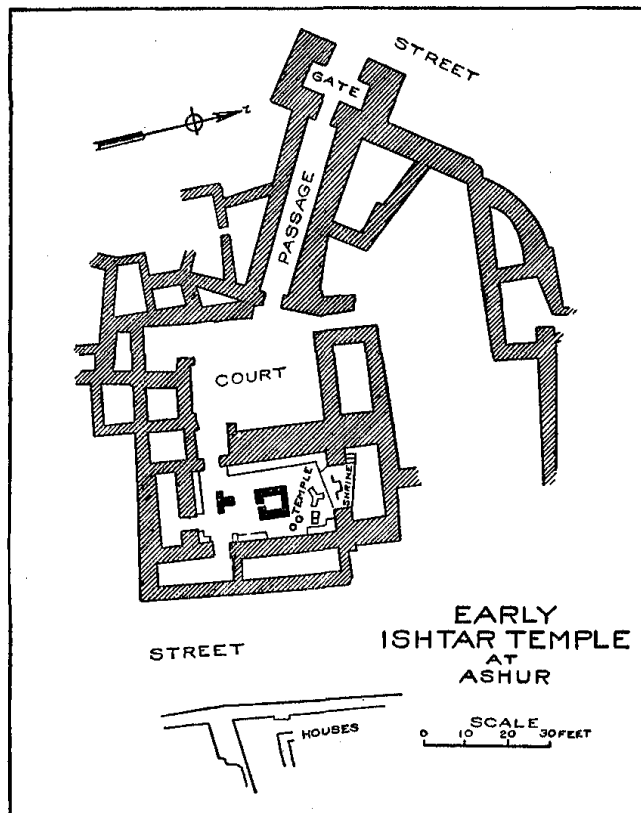 STREET
GATE
PASSAGE
COURT
TEMPLE
SHRINE
EARLY
ISHTAR TEMPLE
AT
ASHUR
STREET
SCALE
0 10 20 30 FEET
HOUSES